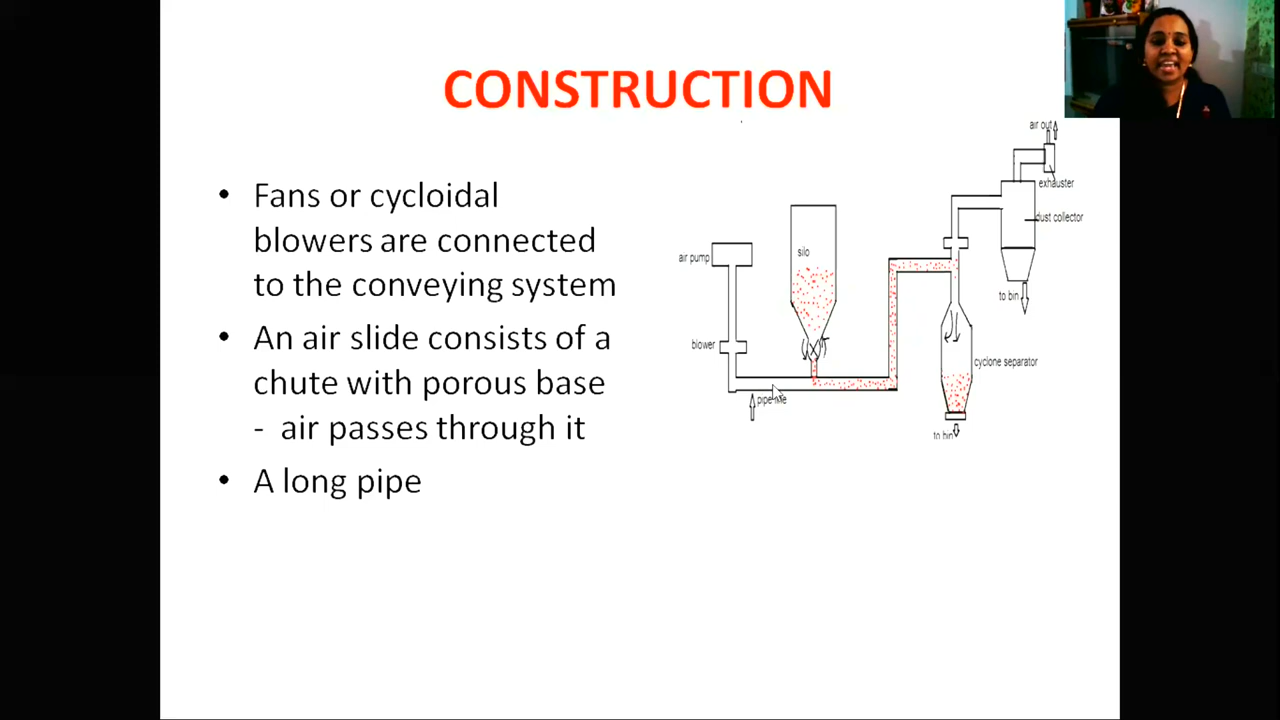 CONSTRUCTION
• Fans or cycloidal
blowers are connected
to the conveying system
• An air slide consists of a
chute with porous base
- air passes through it
• A long pipe
air out
exhauster
dust collector
silo
air pump
to bin
blower
cyclone separator
pipe line
to bin